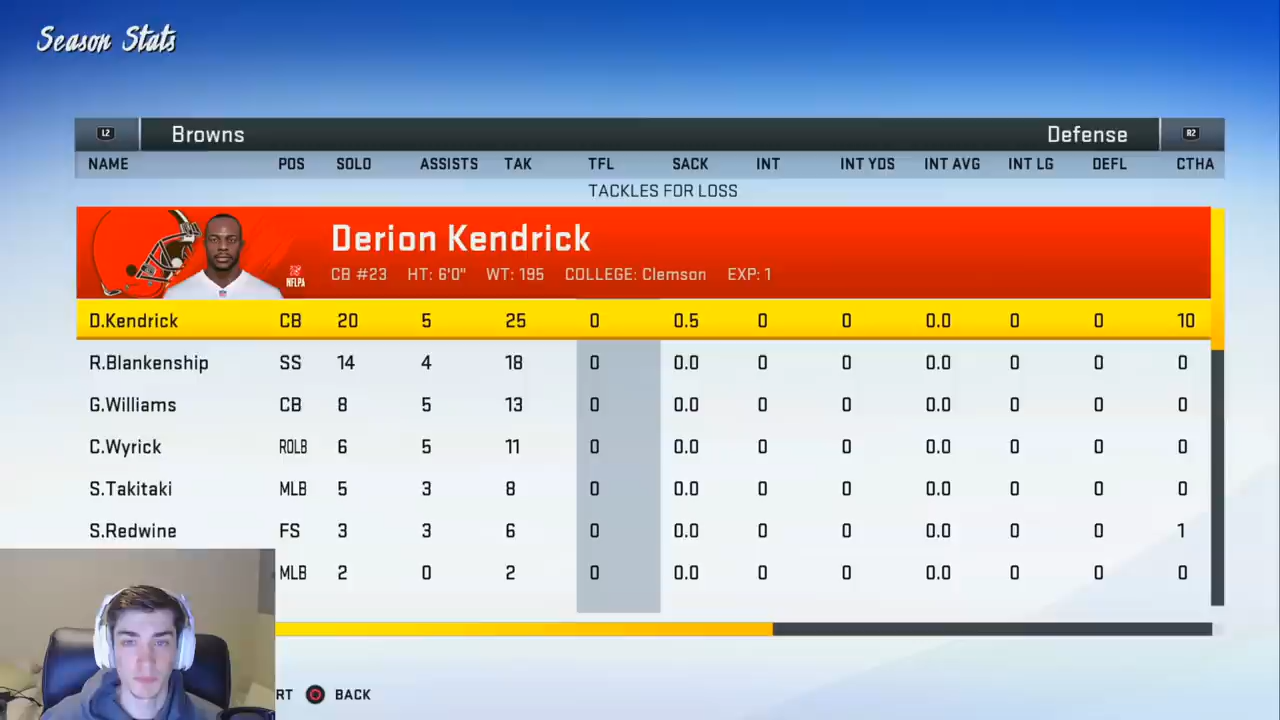 Season Stats
L2 Browns Defense R2
NAME POS SOLO ASSISTS TAK TFL SACK INT INT YDS INT AVG INT LG DEFL CTHA
TACKLES FOR LOSS
Derion Kendrick
CB #23 HT: 6'0" WT: 195 COLLEGE: Clemson EXP: 1
NFLPA
D.Kendrick CB 20 5 25 0 0.5 0 0 0.0 0 0 10
R.Blankenship SS 14 4 18 0 0.0 0 0 0.0 0 0 0
G.Williams CB 8 5 13 0 0.0 0 0 0.0 0 0 0
C.Wyrick ROLB 6 5 11 0 0.0 0 0 0.0 0 0 0
S.Takitaki MLB 5 3 8 0 0.0 0 0 0.0 0 0 0
S.Redwine FS 3 3 6 0 0.0 0 0 0.0 0 0 1
MLB 2 0 2 0 0.0 0 0 0.0 0 0 0
RT BACK